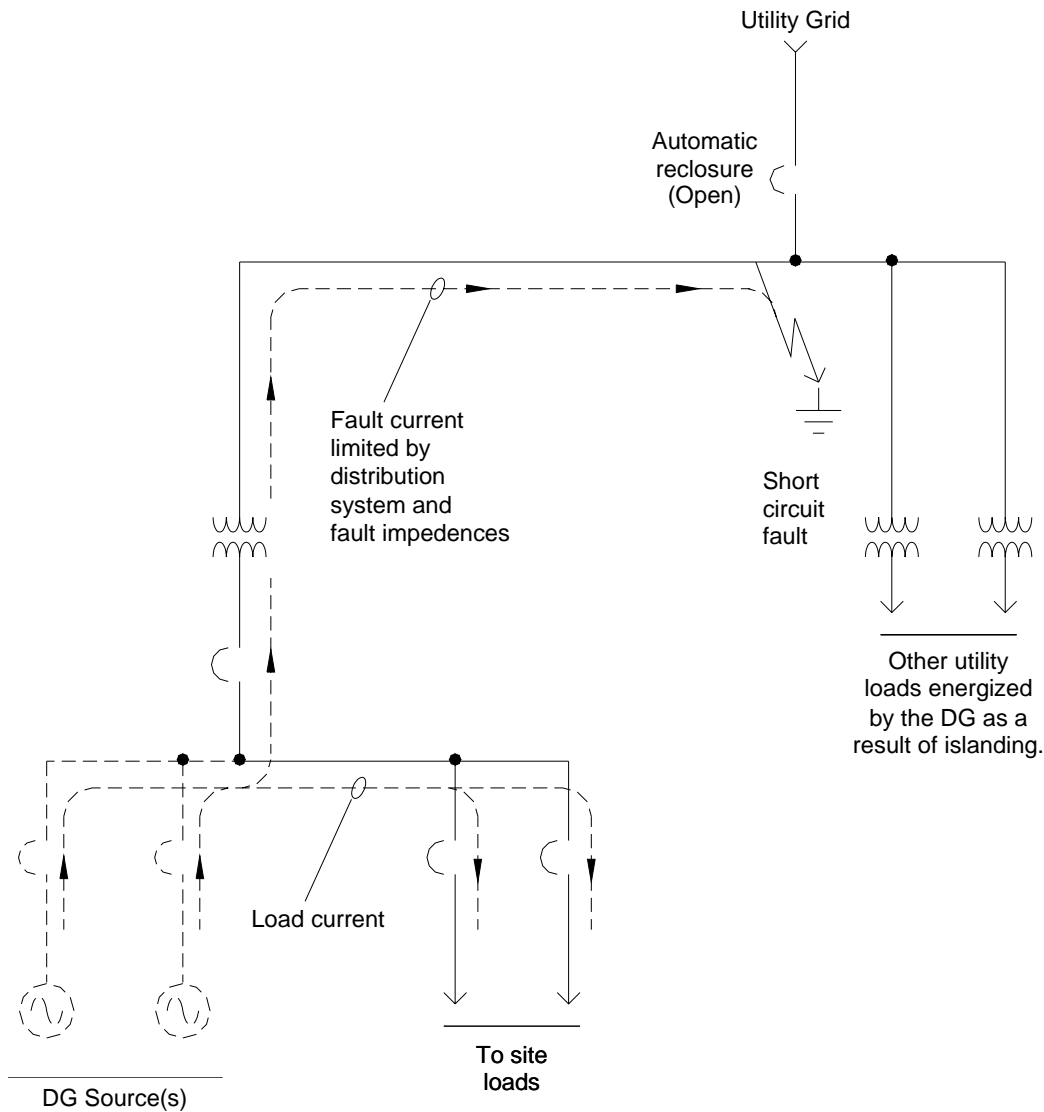 Utility Grid
Automatic
reclosure
(Open)
Fault current
limited by
distribution
system and
fault impedences
Short
circuit
fault
Other utility
loads energized
by the DG as a
result of islanding.
Load current
To site
loads
DG Source(s)